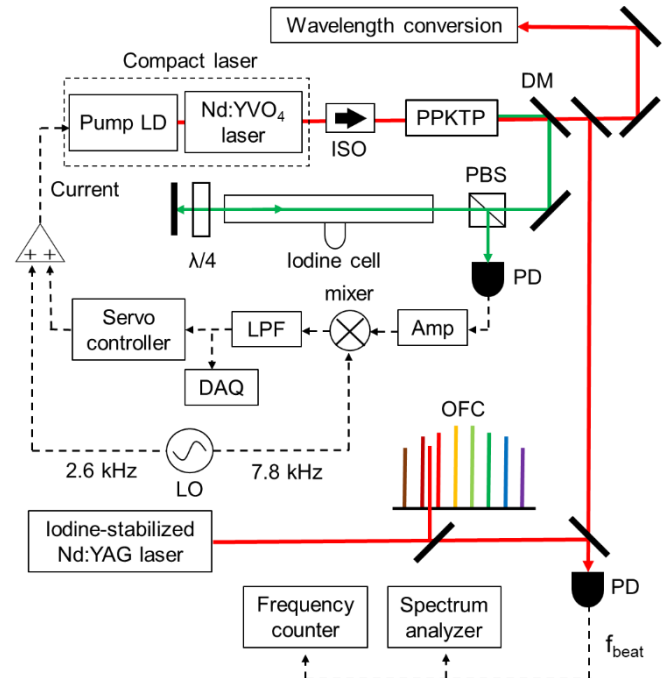 Wavelength conversion
Compact laser
DM
Pump LD
Nd:YVO₄
laser
ISO
PPKTP
PBS
Current
λ/4
Iodine cell
PD
+ +
mixer
Servo
controller
LPF
Amp
DAQ
OFC
2.6 kHz
LO
7.8 kHz
Iodine-stabilized
Nd:YAG laser
PD
Frequency
counter
Spectrum
analyzer
f_beat